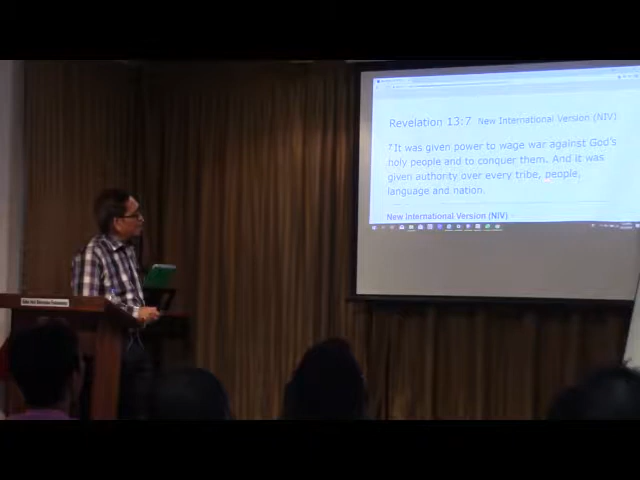 Revelation 13:7 New International Version (NIV)
7 It was given power to wage war against God's
holy people and to conquer them. And it was
given authority over every tribe, people,
language and nation.
New International Version (NIV)